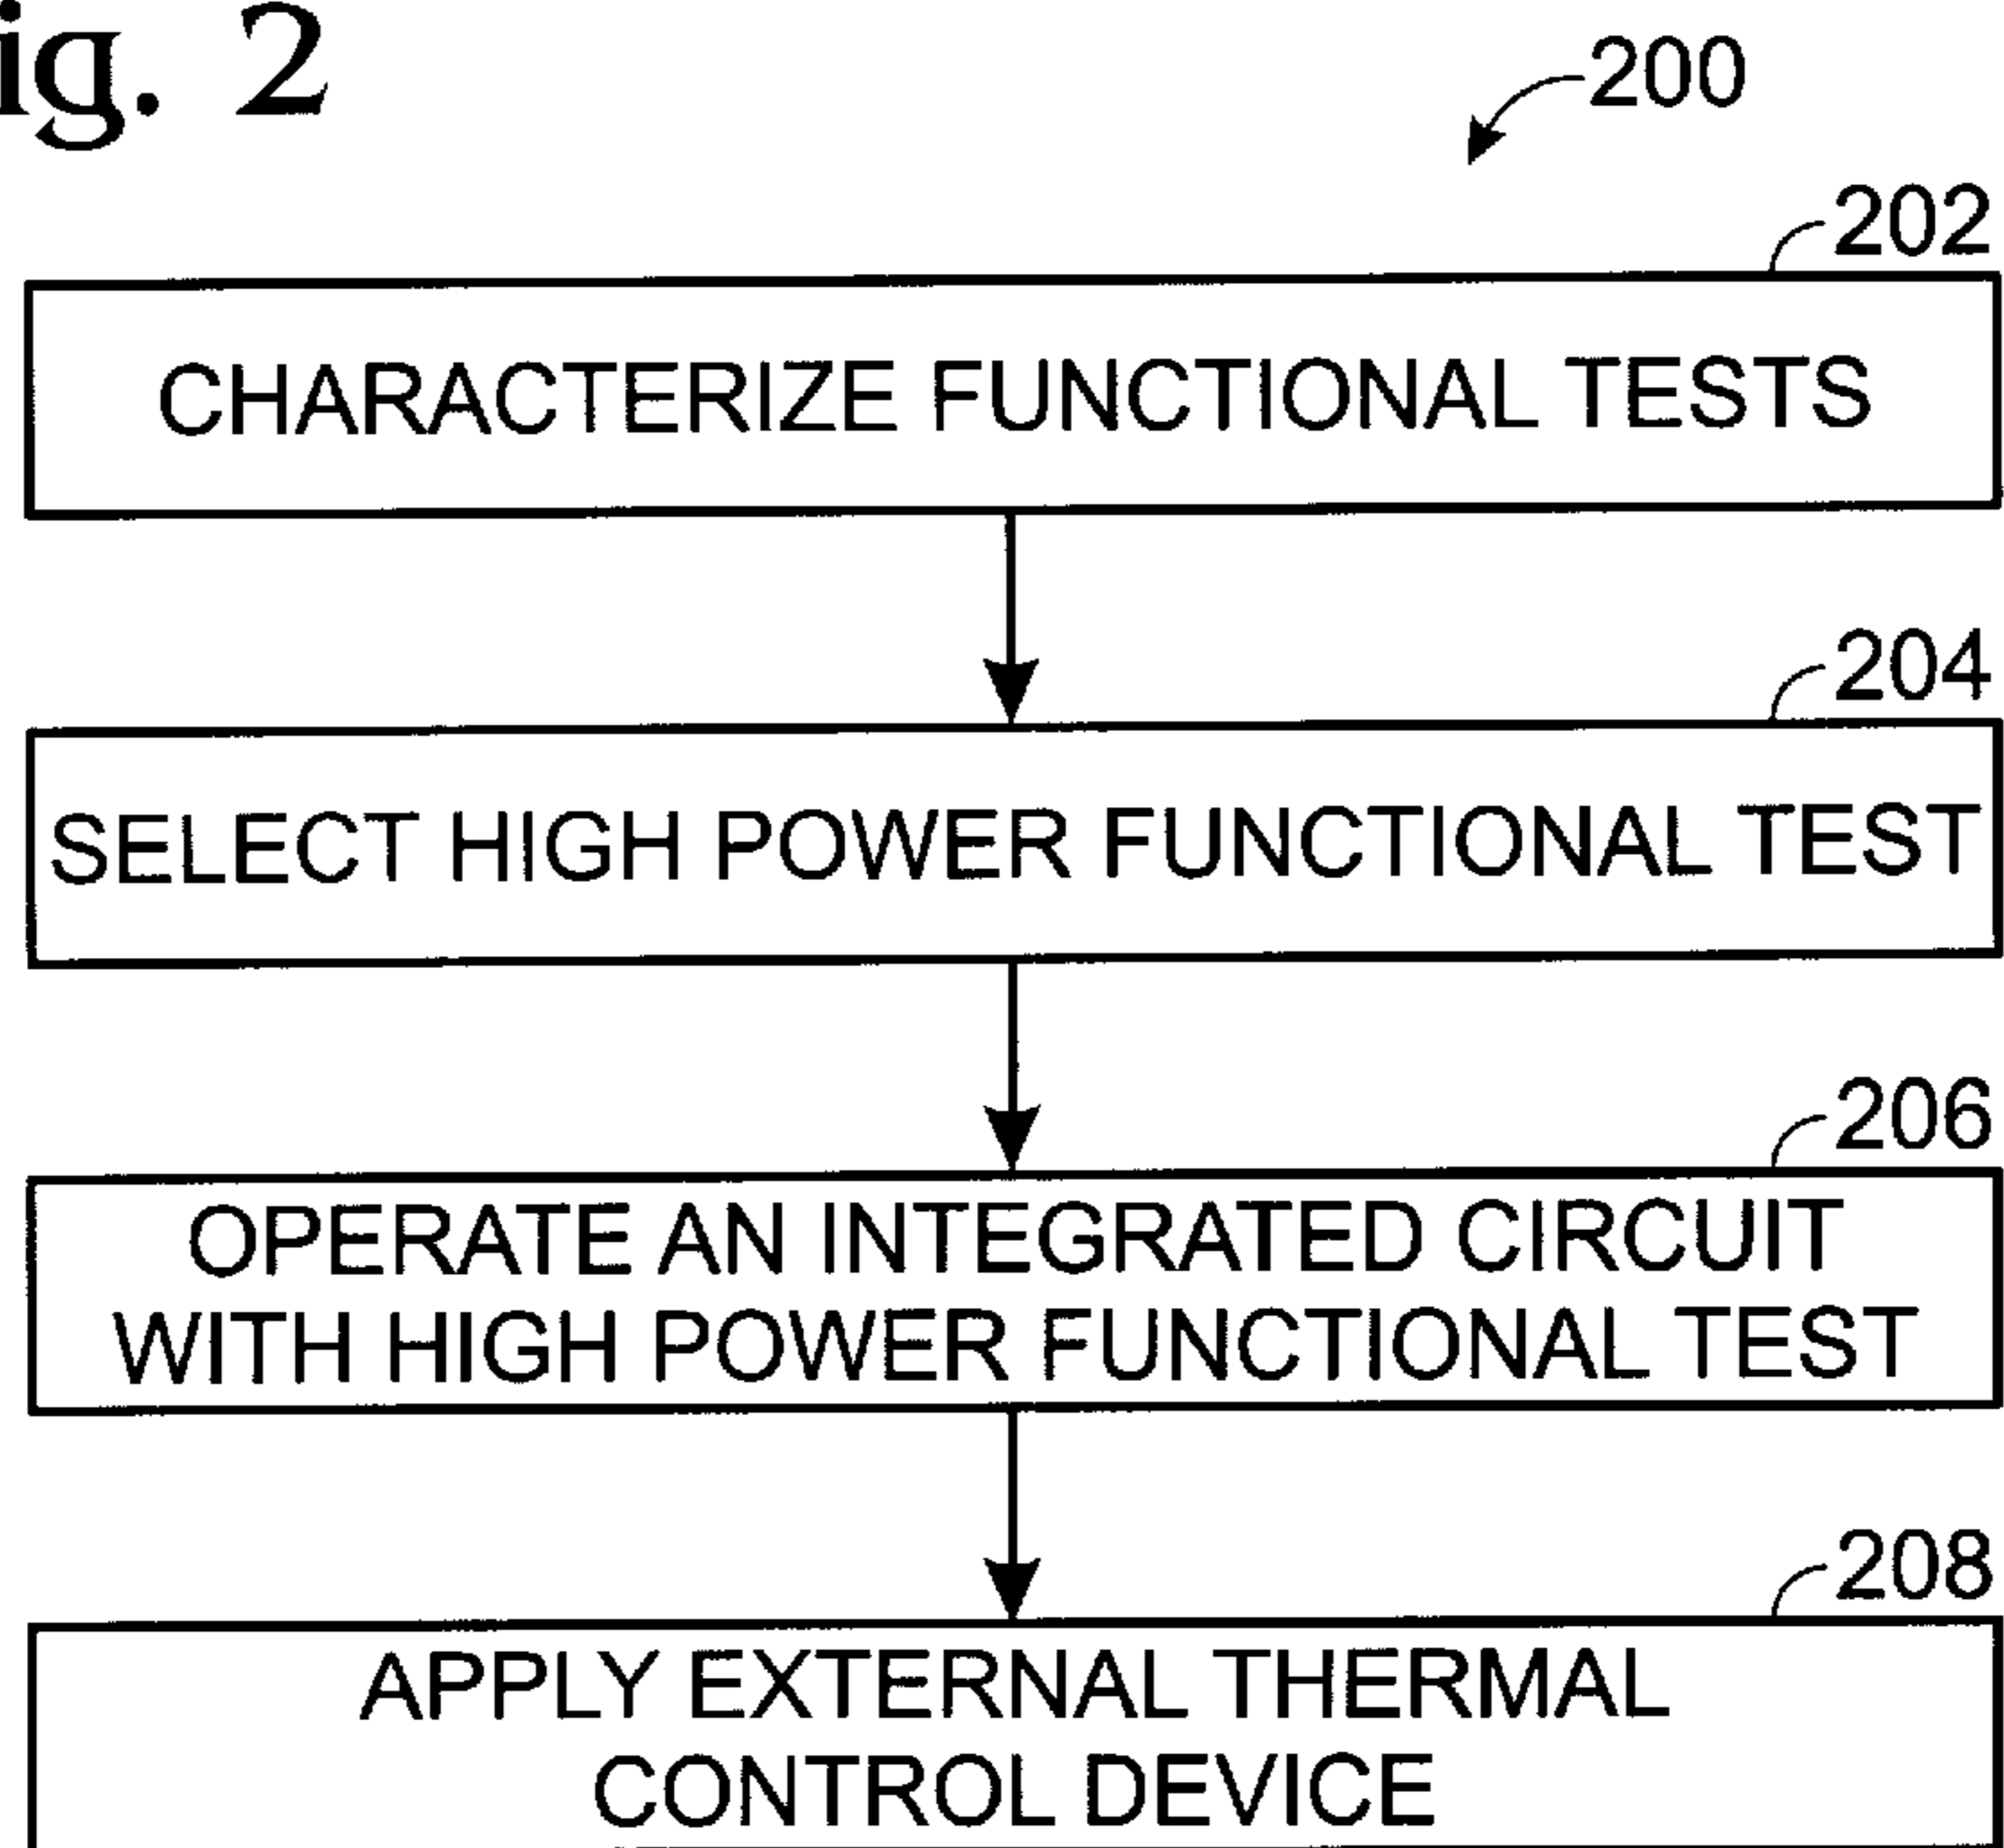 ig. 2
200
202
CHARACTERIZE FUNCTIONAL TESTS
204
SELECT HIGH POWER FUNCTIONAL TEST
206
OPERATE AN INTEGRATED CIRCUIT
WITH HIGH POWER FUNCTIONAL TEST
208
APPLY EXTERNAL THERMAL
CONTROL DEVICE